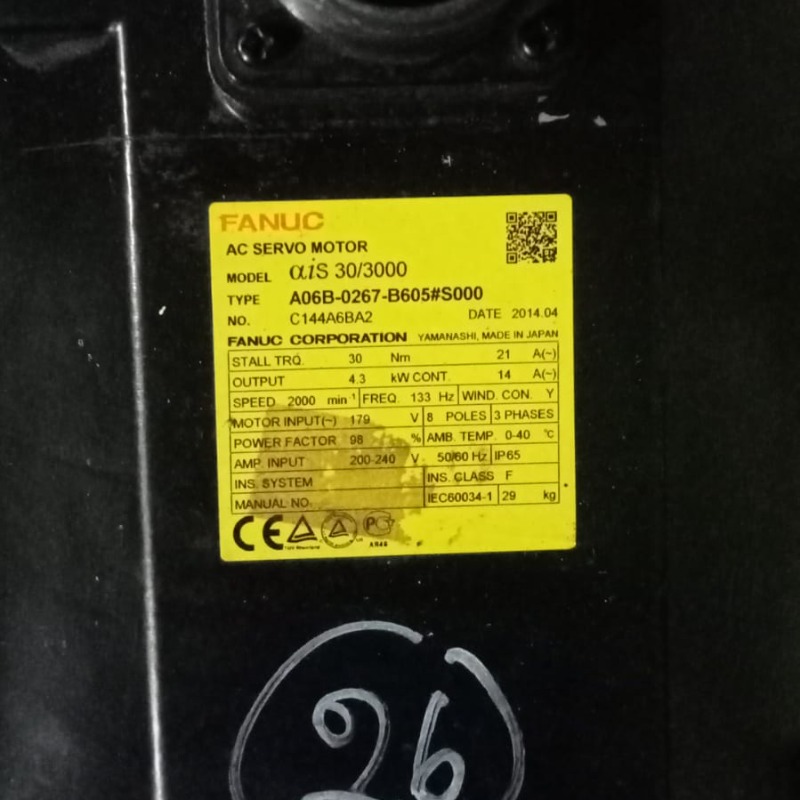 FANUC
AC SERVO MOTOR
MODEL αiS 30/3000
TYPE A06B-0267-B605#S000
NO. C144A6BA2 DATE 2014.04
FANUC CORPORATION YAMANASHI, MADE IN JAPAN
STALL TRQ. 30 Nm 21 A(~)
OUTPUT 4.3 kW CONT. 14 A(~)
SPEED 2000 min⁻¹ FREQ. 133 Hz WIND. CON. Y
MOTOR INPUT(~) 179 V 8 POLES 3 PHASES
POWER FACTOR 98 % AMB. TEMP. 0-40 °C
AMP. INPUT 200-240 V 50/60 Hz IP65
INS. SYSTEM INS. CLASS F
MANUAL NO. IEC60034-1 29 kg
CE
26